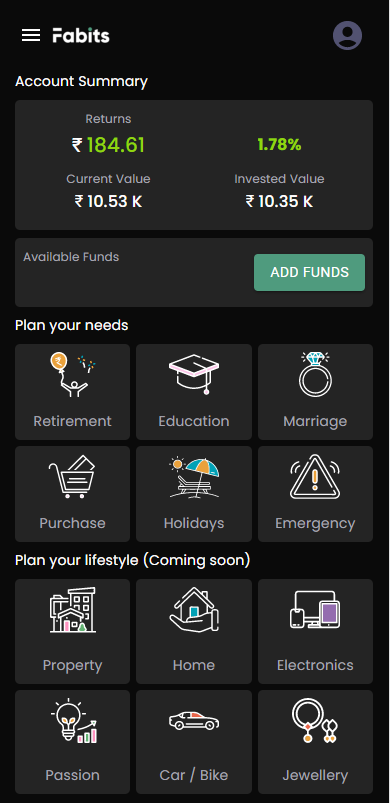 Fabits
Account Summary
Returns
₹ 184.61
1.78%
Current Value
Invested Value
₹ 10.53 K
₹ 10.35 K
Available Funds
ADD FUNDS
Plan your needs
Retirement
Education
Marriage
Purchase
Holidays
Emergency
Plan your lifestyle (Coming soon)
Property
Home
Electronics
Passion
Car / Bike
Jewellery